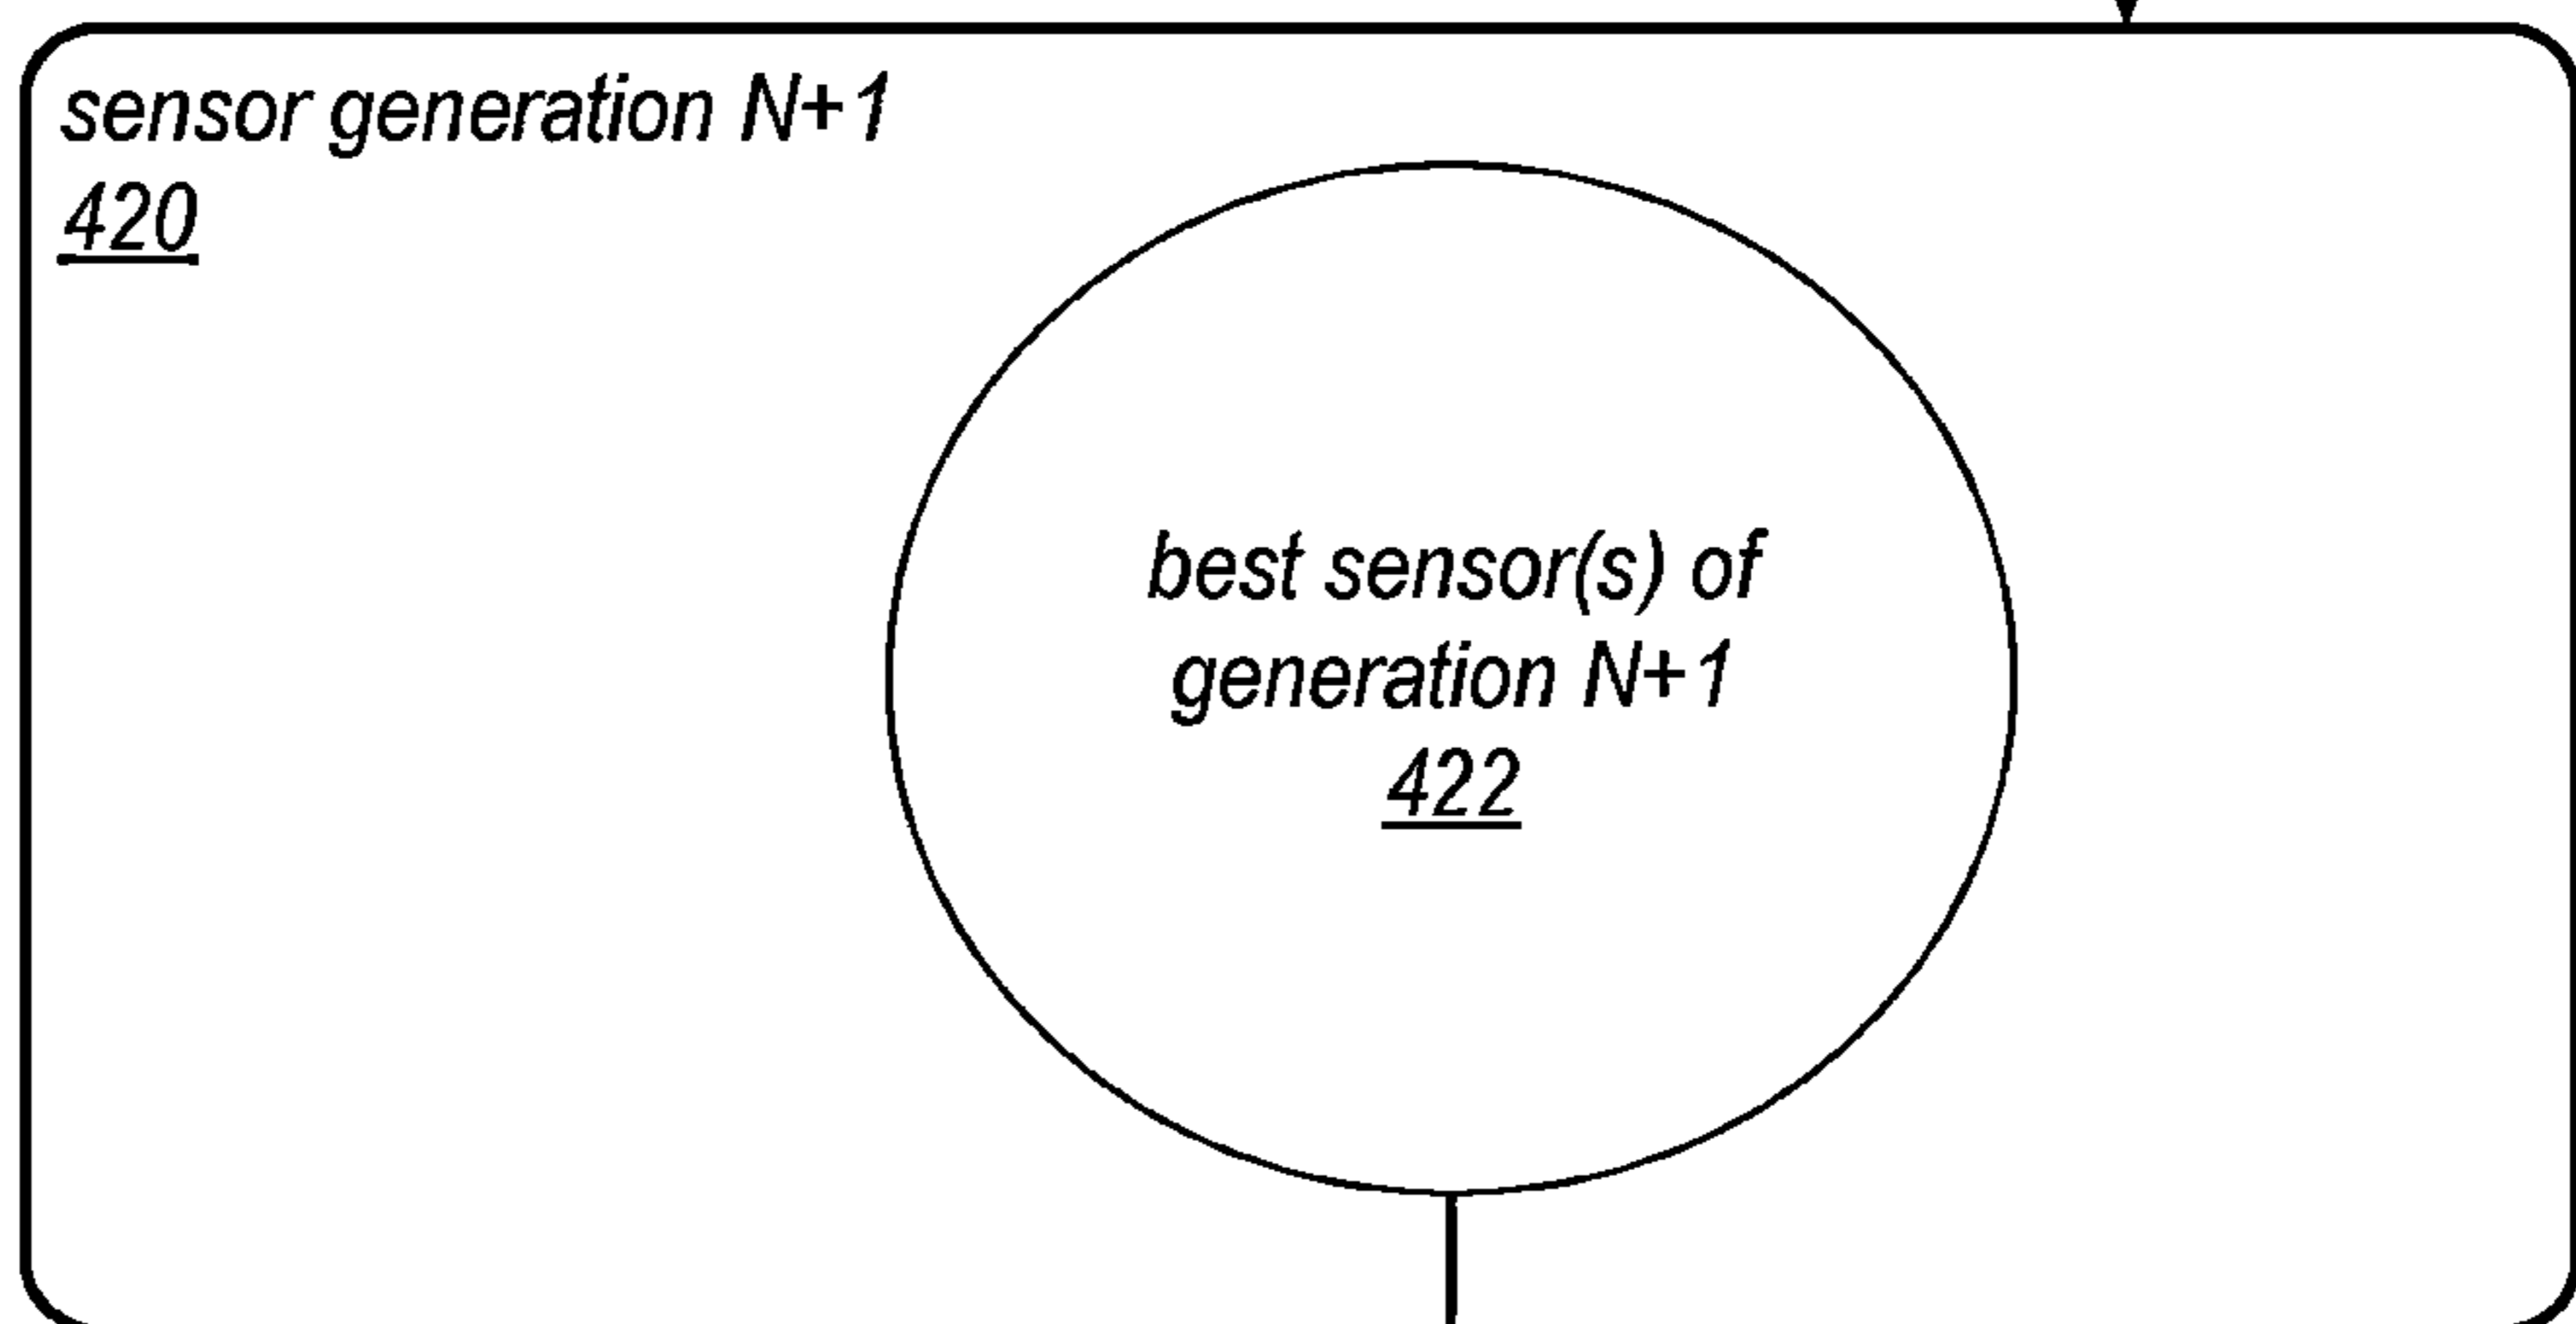 sensor generation N+1
420
best sensor(s) of
generation N+1
422